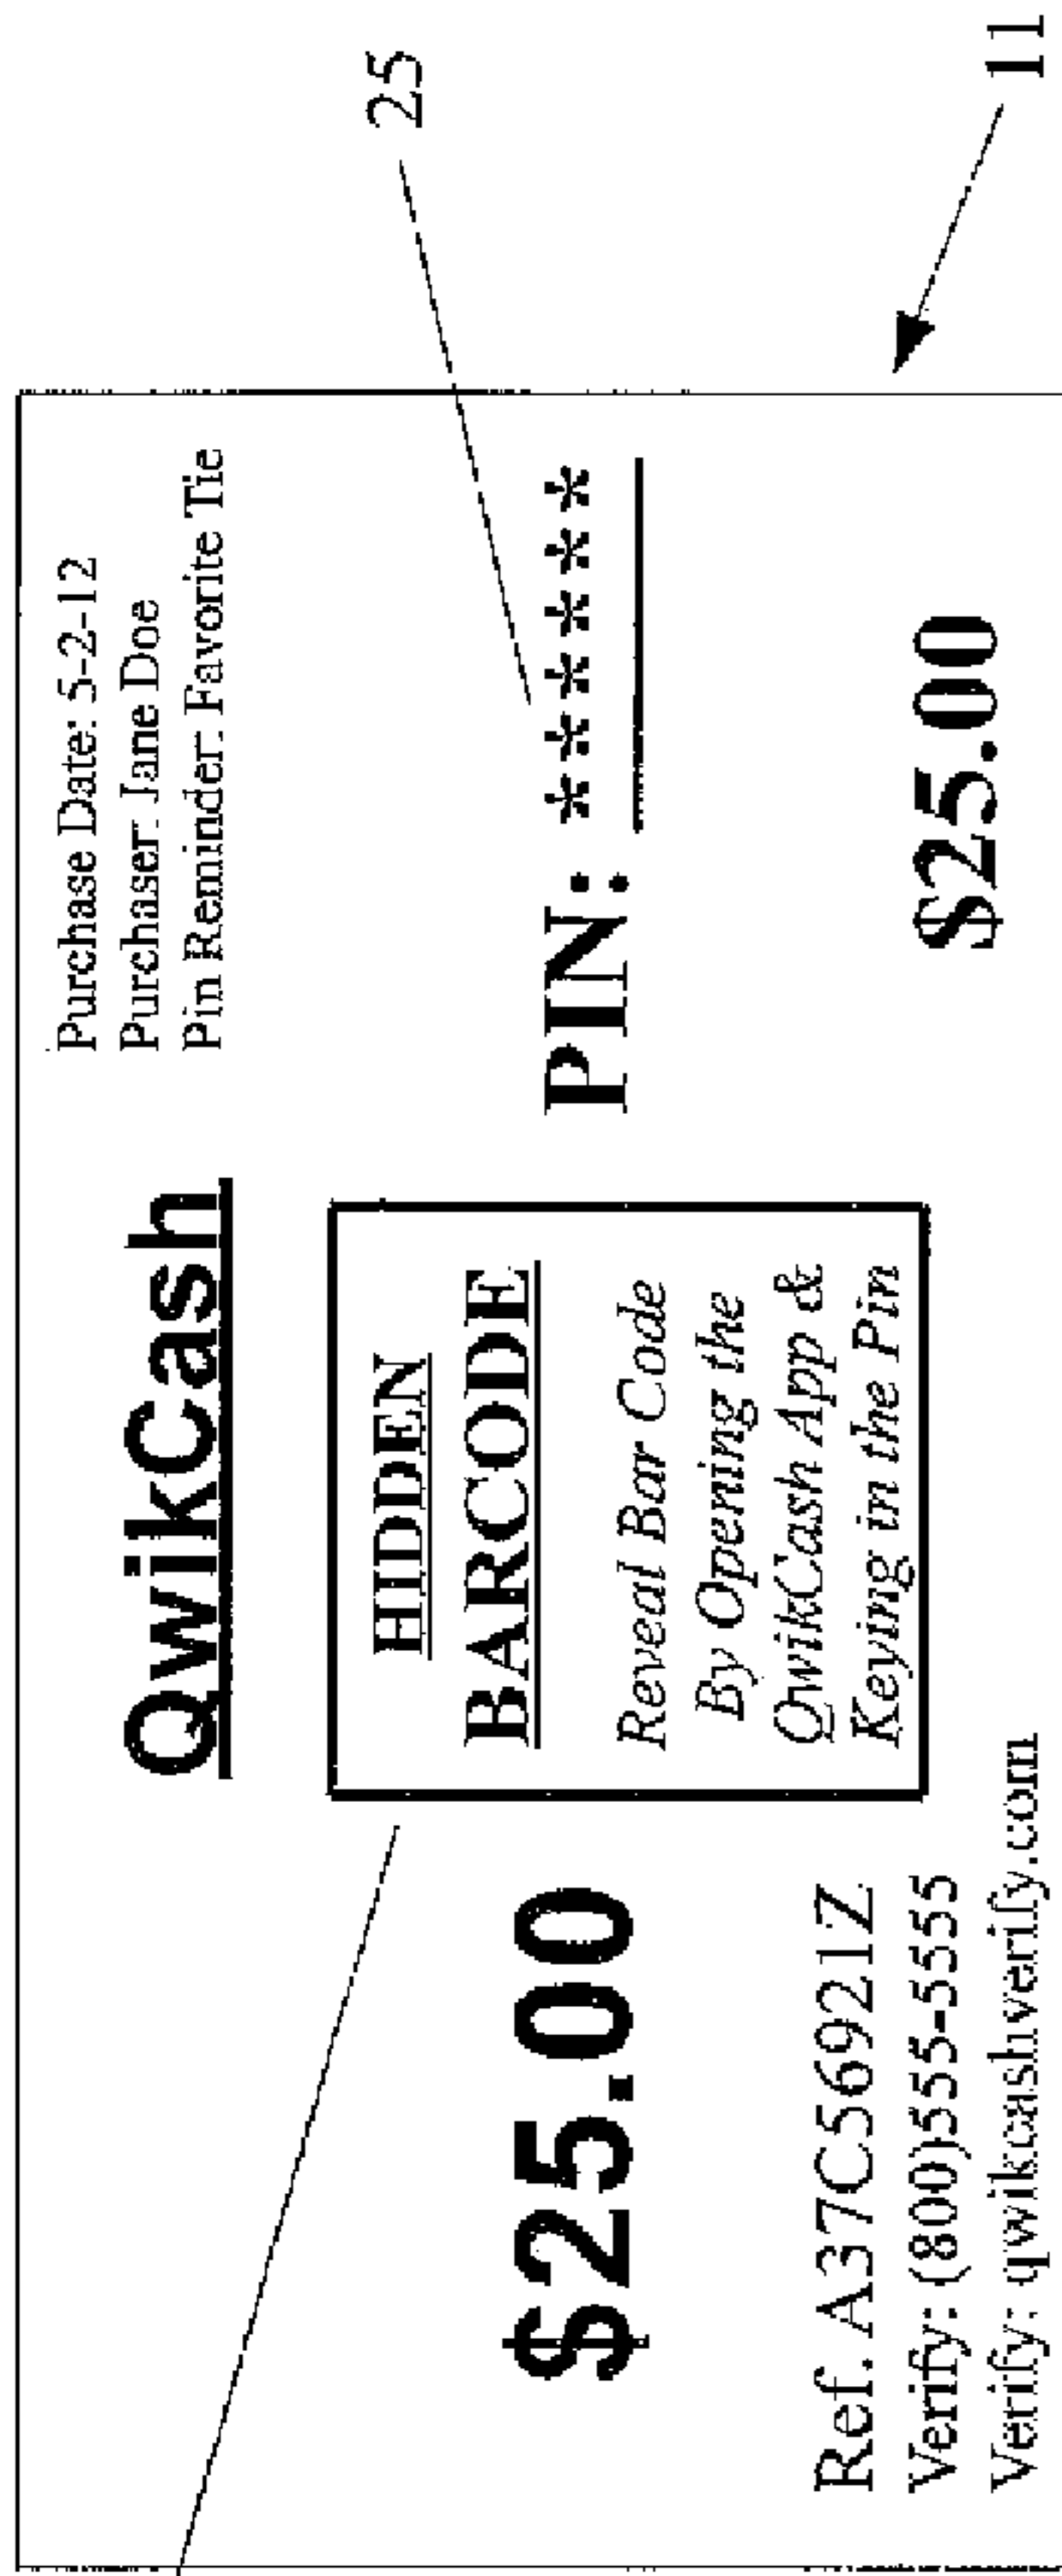 QwikCash
Purchase Date: 5-2-12
Purchaser: Jane Doe
Pin Reminder: Favorite Tie
25
$25.00
HIDDEN
BARCODE
Reveal Bar Code
By Opening the
QwikCash App &
Keying in the Pin
PIN: ******
Ref. A37C56921Z
Verify: (800)555-5555
Verify: qwikcashverify.com
$25.00
11